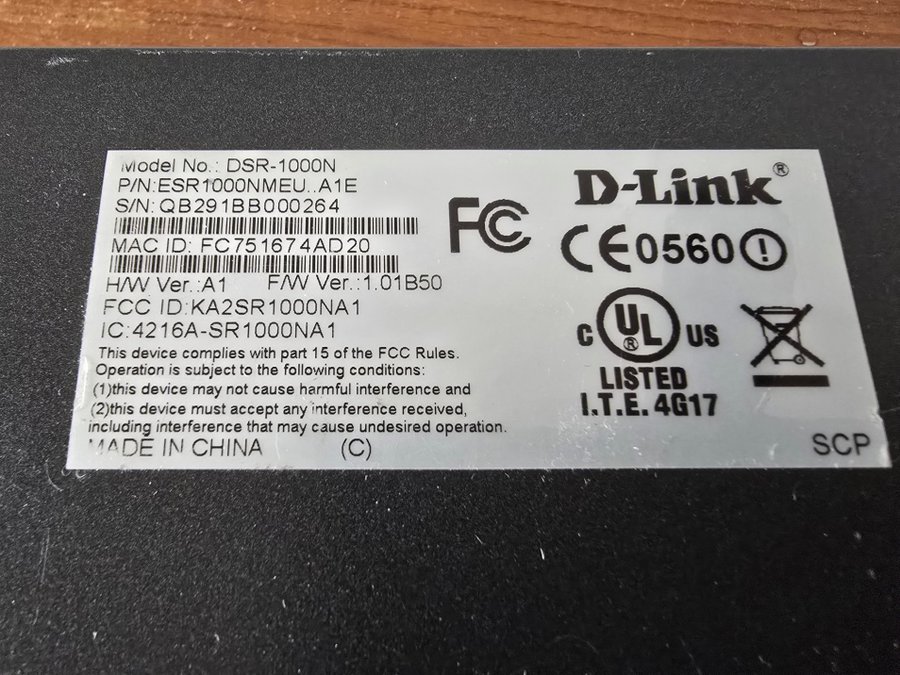 Model No.: DSR-1000N
P/N:ESR1000NMEU..A1E
S/N: QB291BB000264
MAC ID: FC751674AD20
H/W Ver.:A1 F/W Ver.:1.01B50
FCC ID:KA2SR1000NA1
IC:4216A-SR1000NA1
This device complies with part 15 of the FCC Rules.
Operation is subject to the following conditions:
(1)this device may not cause harmful interference and
(2)this device must accept any interference received,
including interference that may cause undesired operation.
MADE IN CHINA (C)
FC
D-Link®
CE0560!
C UL® US
LISTED
I.T.E. 4G17
SCP